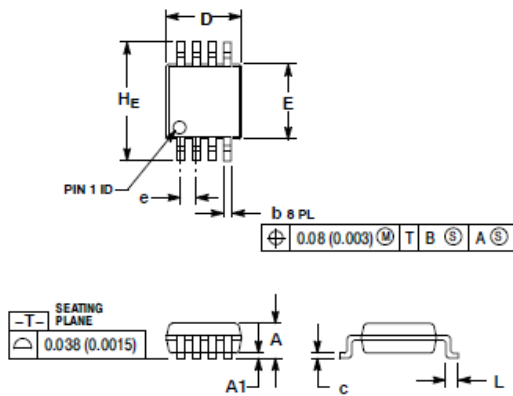 D
HE
E
PIN 1 ID
e
b 8 PL
⌖ 0.08 (0.003) Ⓜ T B Ⓢ A Ⓢ
–T– SEATING
PLANE
⌓ 0.038 (0.0015)
A
A1
c
L